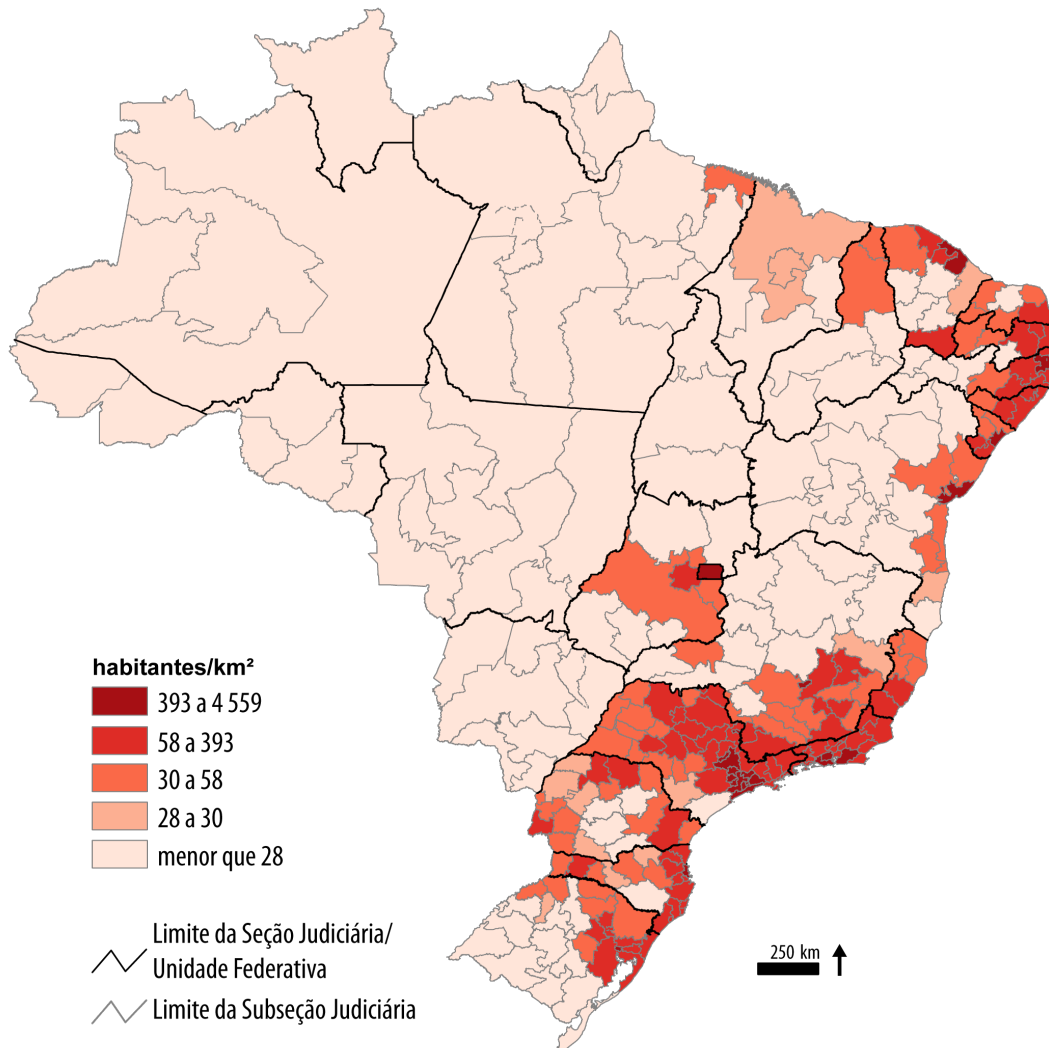 habitantes/km²
393 a 4 559
58 a 393
30 a 58
28 a 30
menor que 28
Limite da Seção Judiciária/
Unidade Federativa
Limite da Subseção Judiciária
250 km